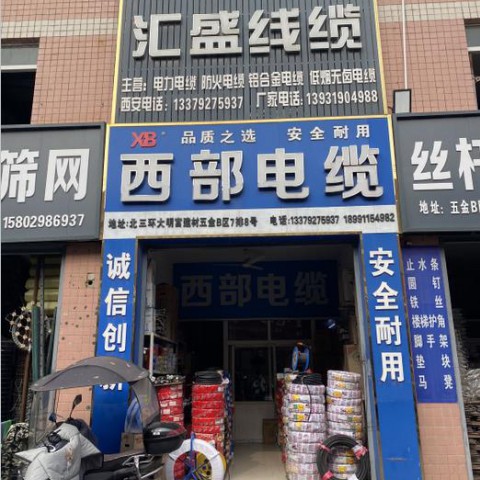 汇盛线缆
主营:电力电缆 防火电缆 铝合金电缆 低烟无卤电缆
西安电话:13379275937 厂家电话:13931904988
XB 品质之选 安全耐用
西部电缆
地址:北三环大明宫建材五金B区7排8号 电话:13379275937 18991154982
筛网
15802986937
丝杆
地址:五金B
诚信创新
西部电缆
安全耐用
止水条
圆钉
铁丝
楼梯护角
脚手架
垫块
马凳